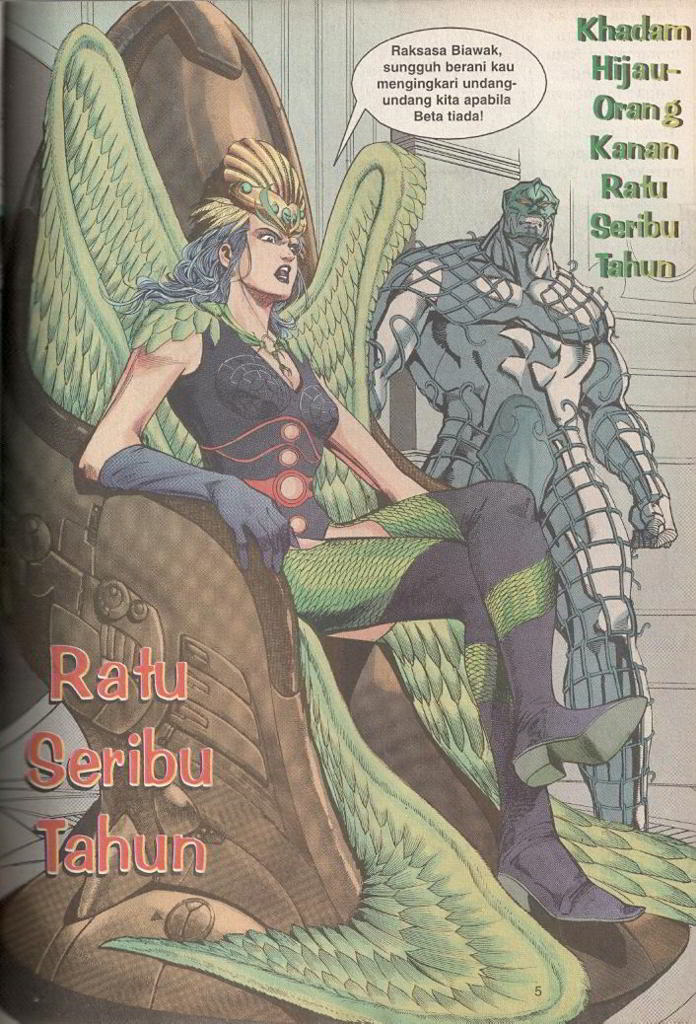 Raksasa Biawak,
sungguh berani kau
mengingkari undang-
undang kita apabila
Beta tiada!
Khadam
Hijau-
Orang
Kanan
Ratu
Seribu
Tahun
Ratu
Seribu
Tahun
5